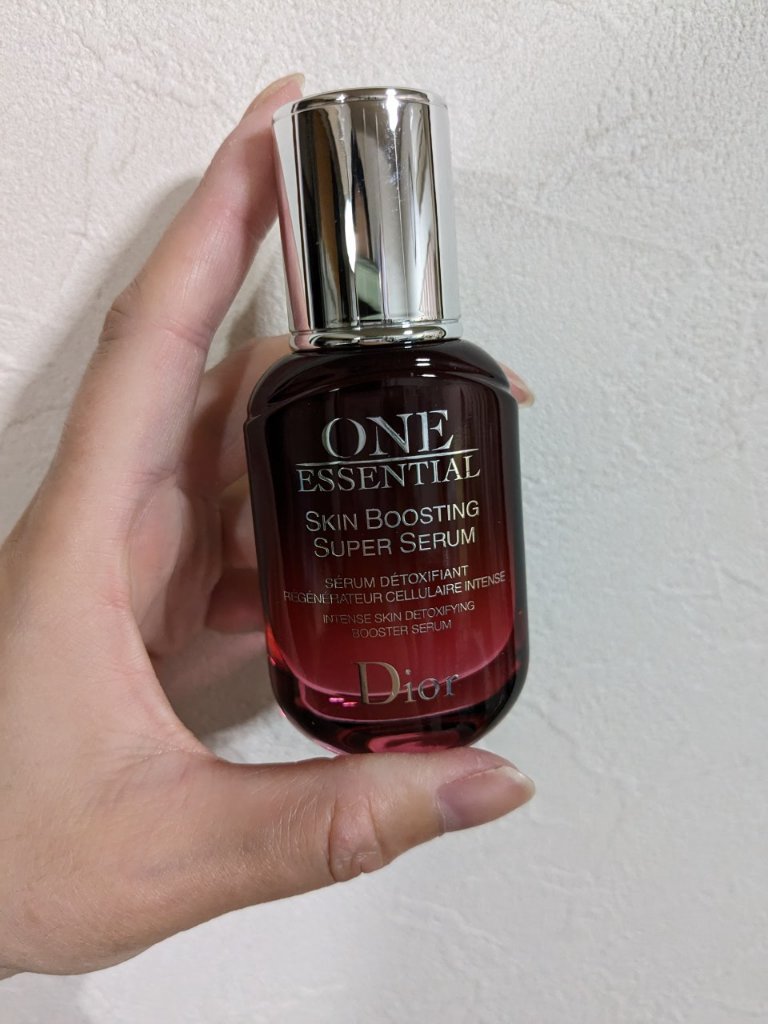 ONE
ESSENTIAL
SKIN BOOSTING
SUPER SERUM
SÉRUM DÉTOXIFIANT
RÉGÉNÉRATEUR CELLULAIRE INTENSE
INTENSE SKIN DETOXIFYING
BOOSTER SERUM
Dior